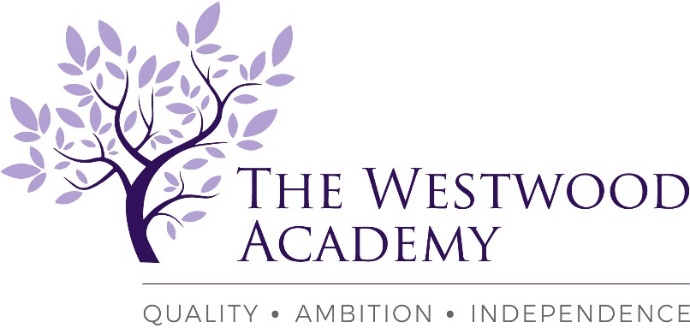 THE WESTWOOD
ACADEMY
QUALITY • AMBITION • INDEPENDENCE